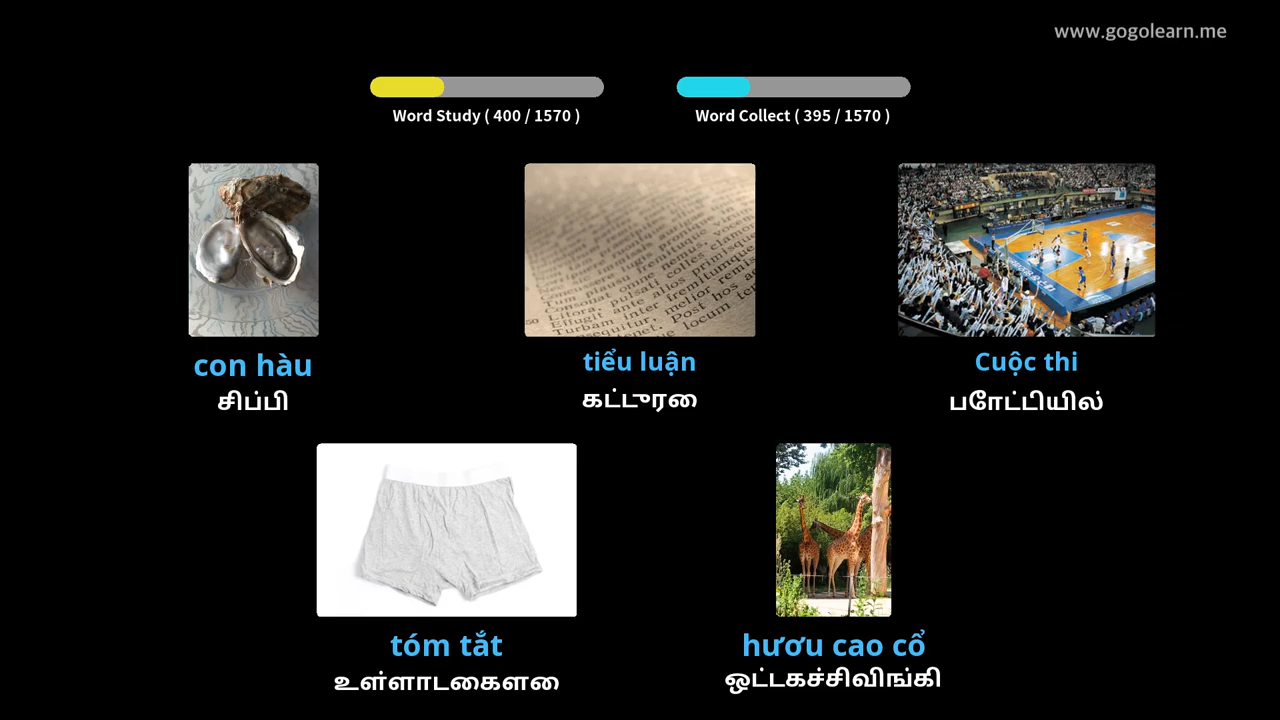 www.gogolearn.me
Word Study ( 400 / 1570 )
Word Collect ( 395 / 1570 )
con hàu
சிப்பி
tiểu luận
கட்டுரை
Cuộc thi
போட்டியில்
tóm tắt
உள்ளாடைகளை
hươu cao cổ
ஒட்டகச்சிவிங்கி